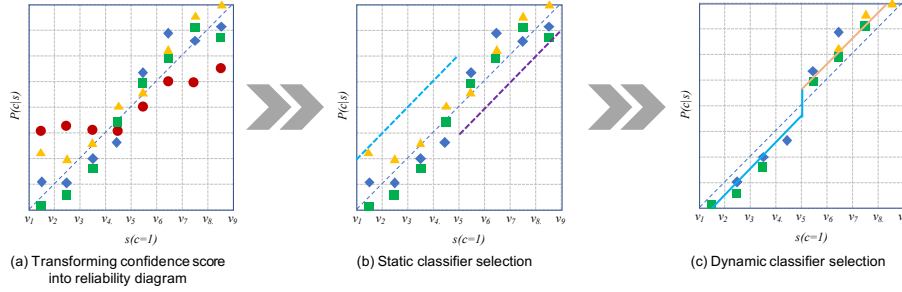 P(c|s)
v1 v2 v3 v4. v5 v6 v7 v8. v9
s(c=1)
(a) Transforming confidence score
into reliability diagram
P(c|s)
v1 v2 v3 v4. v5 v6 v7 v8. v9
s(c=1)
(b) Static classifier selection
P(c|s)
v1 v2 v3 v4. v5 v6 v7 v8. v9
s(c=1)
(c) Dynamic classifier selection